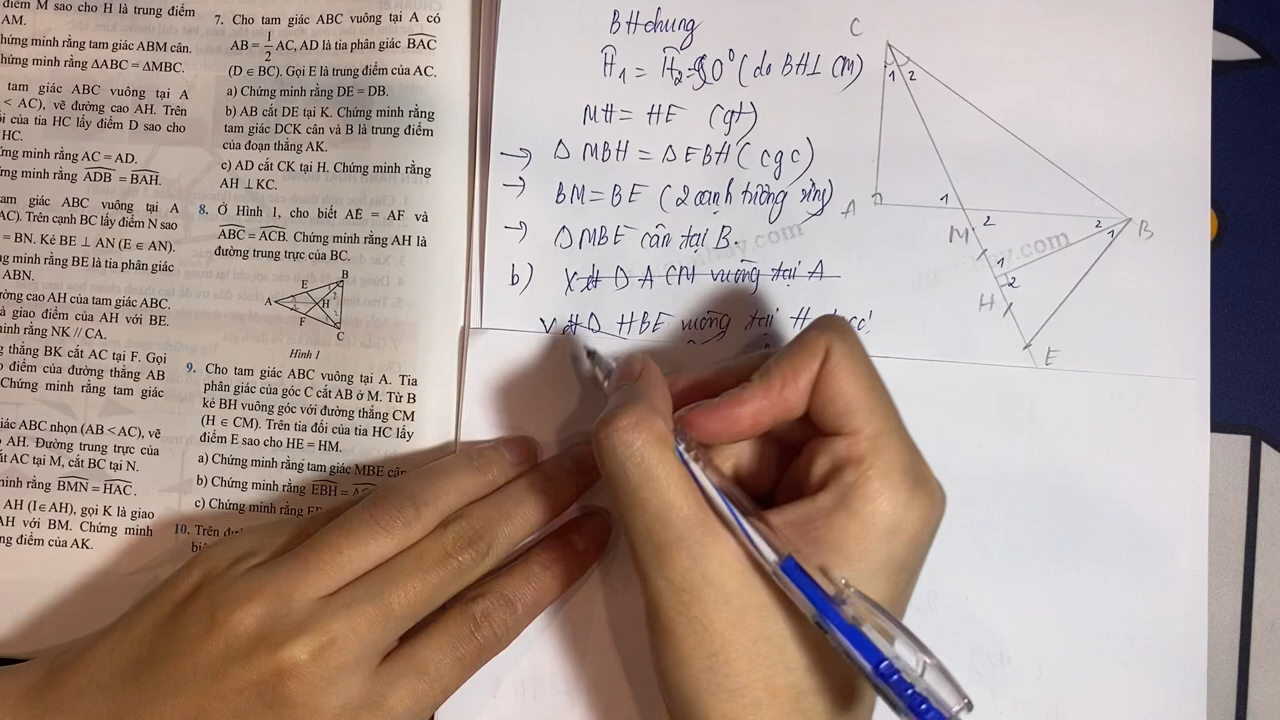 điểm M sao cho H là trung điểm
AM.
hứng minh rằng tam giác ABM cân.
hứng minh rằng ΔABC = ΔMBC.
tam giác ABC vuông tại A
< AC), vẽ đường cao AH. Trên
i của tia HC lấy điểm D sao cho
HC.
ng minh rằng AC = AD.
ng minh rằng ADB = BAH.
am giác ABC vuông tại A
AC). Trên cạnh BC lấy điểm N sao
= BN. Kẻ BE ⊥ AN (E ∈ AN).
g minh rằng BE là tia phân giác
ABN.
ường cao AH của tam giác ABC.
à giao điểm của AH với BE.
minh rằng NK // CA.
g thẳng BK cắt AC tại F. Gọi
điểm của đường thẳng AB
Chứng minh rằng tam giác
iác ABC nhọn (AB < AC), vẽ
AH. Đường trung trực của
ắt AC tại M, cắt BC tại N.
minh rằng BMN = HAC.
AH (I ∈ AH), gọi K là giao
AH với BM. Chứng minh
ng điểm của AK.
7. Cho tam giác ABC vuông tại A có
AB = 1/2 AC, AD là tia phân giác BAC
(D ∈ BC). Gọi E là trung điểm của AC.
a) Chứng minh rằng DE = DB.
b) AB cắt DE tại K. Chứng minh rằng
tam giác DCK cân và B là trung điểm
của đoạn thẳng AK.
c) AD cắt CK tại H. Chứng minh rằng
AH ⊥ KC.
8. Ở Hình 1, cho biết AE = AF và
ABC = ACB. Chứng minh rằng AH là
đường trung trực của BC.
B
E
A
H
F
C
Hình 1
9. Cho tam giác ABC vuông tại A. Tia
phân giác của góc C cắt AB ở M. Từ B
kẻ BH vuông góc với đường thẳng CM
(H ∈ CM). Trên tia đối của tia HC lấy
điểm E sao cho HE = HM.
a) Chứng minh rằng tam giác MBE cân
b) Chứng minh rằng EBH =
c) Chứng minh rằng
10. Trên
BH chung
H1 = H2 = 90° (do BH⊥ CM)
MH = HE (gt)
→ Δ MBH = Δ EBH ( cgc)
→ BM = BE ( 2 cạnh tương ứng)
→ Δ MBE cân tại B.
b) Xét Δ A CM vuông tại A
Xét Δ HBE vuông tại H có:
C
1 2
A
1
2
M
2 1
B
1
2
H
E